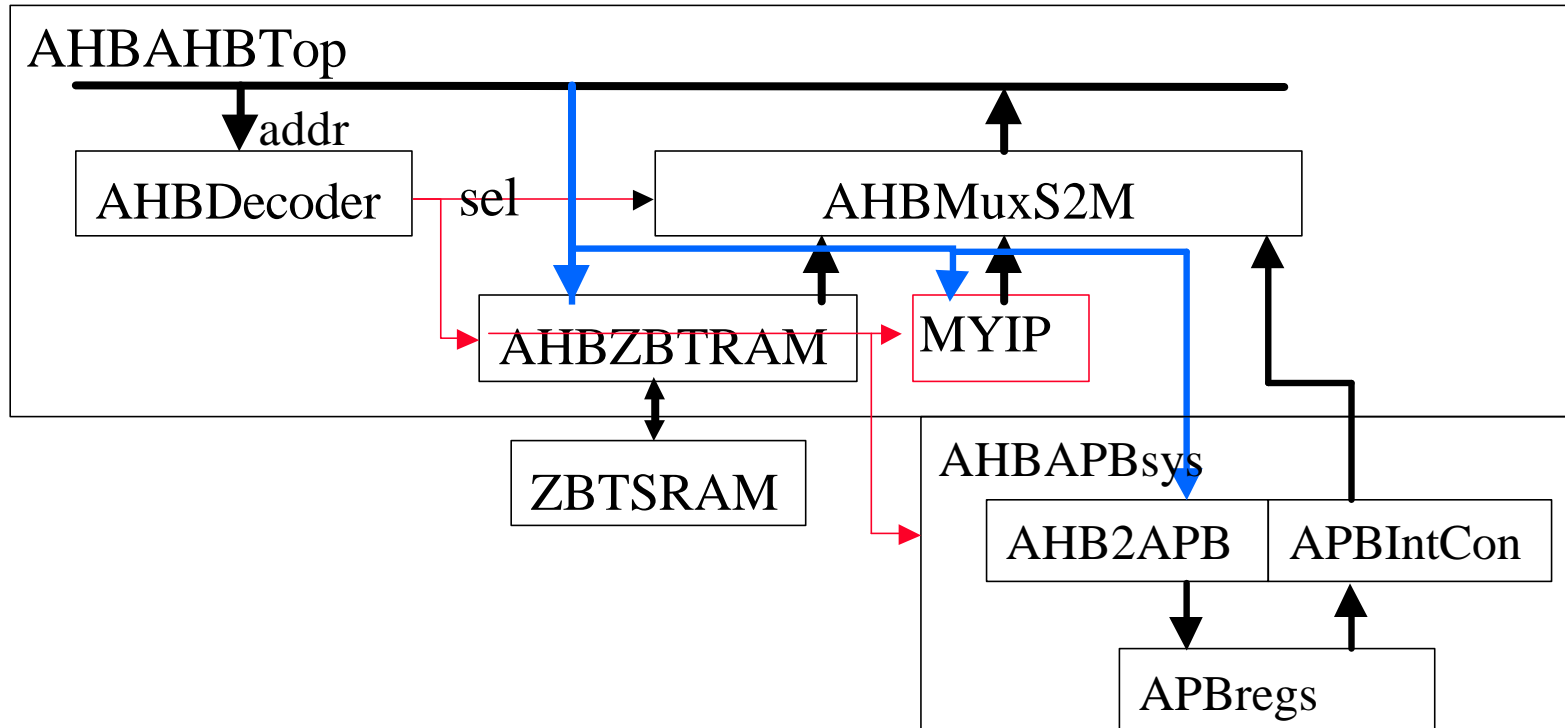 AHBAHBTop
addr
AHBDecoder
sel
AHBMuxS2M
AHBZBTRAM
MYIP
ZBTSRAM
AHBAPBsys
AHB2APB
APBIntCon
APBregs